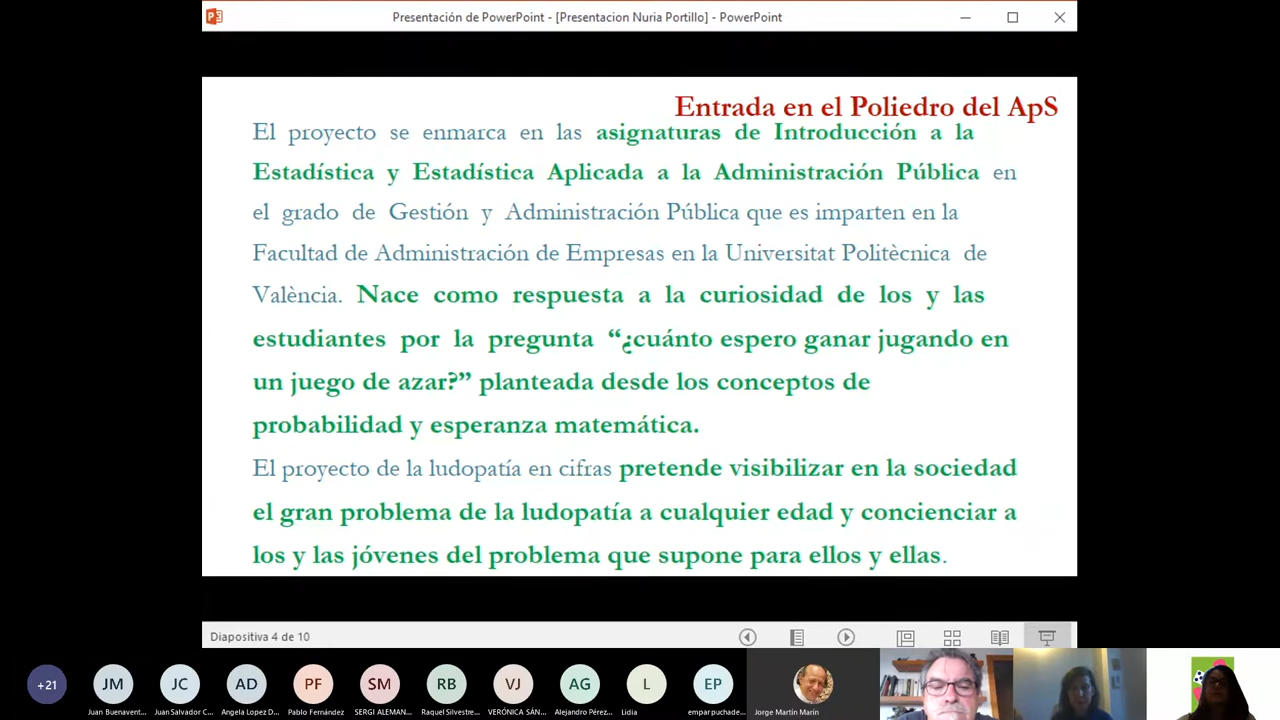 Presentación de PowerPoint - [Presentacion Nuria Portillo] - PowerPoint
Entrada en el Poliedro del ApS
El proyecto se enmarca en las asignaturas de Introducción a la
Estadística y Estadística Aplicada a la Administración Pública en
el grado de Gestión y Administración Pública que es imparten en la
Facultad de Administración de Empresas en la Universitat Politècnica de
València. Nace como respuesta a la curiosidad de los y las
estudiantes por la pregunta “¿cuánto espero ganar jugando en
un juego de azar?” planteada desde los conceptos de
probabilidad y esperanza matemática.
El proyecto de la ludopatía en cifras pretende visibilizar en la sociedad
el gran problema de la ludopatía a cualquier edad y concienciar a
los y las jóvenes del problema que supone para ellos y ellas.
Diapositiva 4 de 10
+21
JM
JC
AD
PF
SM
RB
VJ
AG
L
EP
Juan Buenavent...
Juan Salvador C...
Angela Lopez D...
Pablo Fernández
SERGI ALEMAN...
Raquel Silvestre...
VERÓNICA SÁN...
Alejandro Pérez...
Lidia
empar puchade...
Jorge Martín Marín